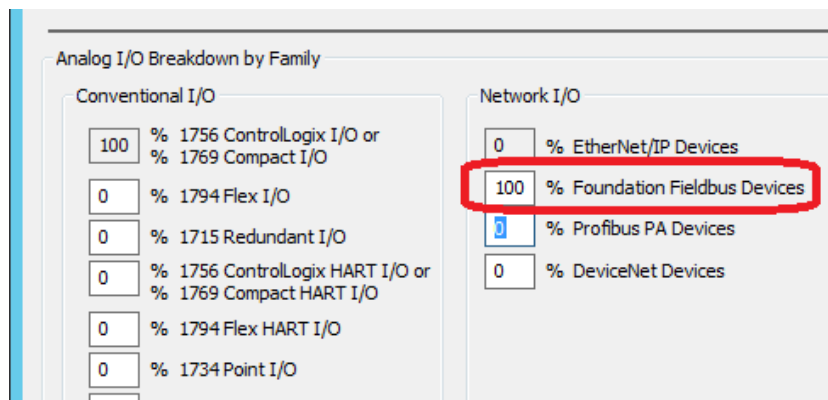 Analog I/O Breakdown by Family
Conventional I/O
100 % 1756 ControlLogix I/O or
% 1769 Compact I/O
0 % 1794 Flex I/O
0 % 1715 Redundant I/O
0 % 1756 ControlLogix HART I/O or
% 1769 Compact HART I/O
0 % 1794 Flex HART I/O
0 % 1734 Point I/O
Network I/O
0 % EtherNet/IP Devices
100 % Foundation Fieldbus Devices
0 % Profibus PA Devices
0 % DeviceNet Devices